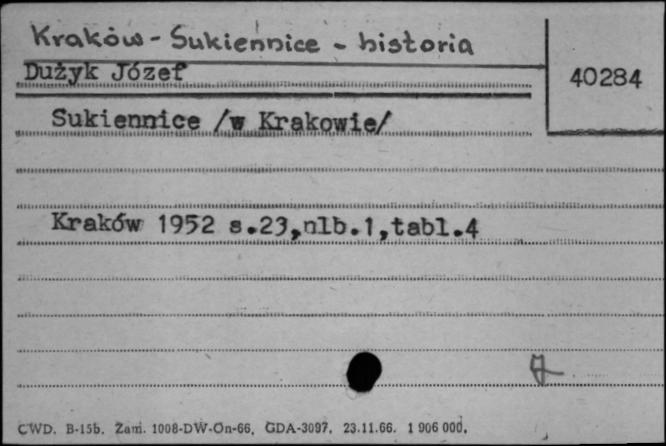 Kraków - Sukiennice - historia
Dużyk Józef
40284
Sukiennice /w Krakowie/
Kraków 1952 s.23,nlb.1,tabl.4
CWD. B-15b. Zam. 1008-DW-On-66. GDA-3097. 23.11.66. 1 906 000.